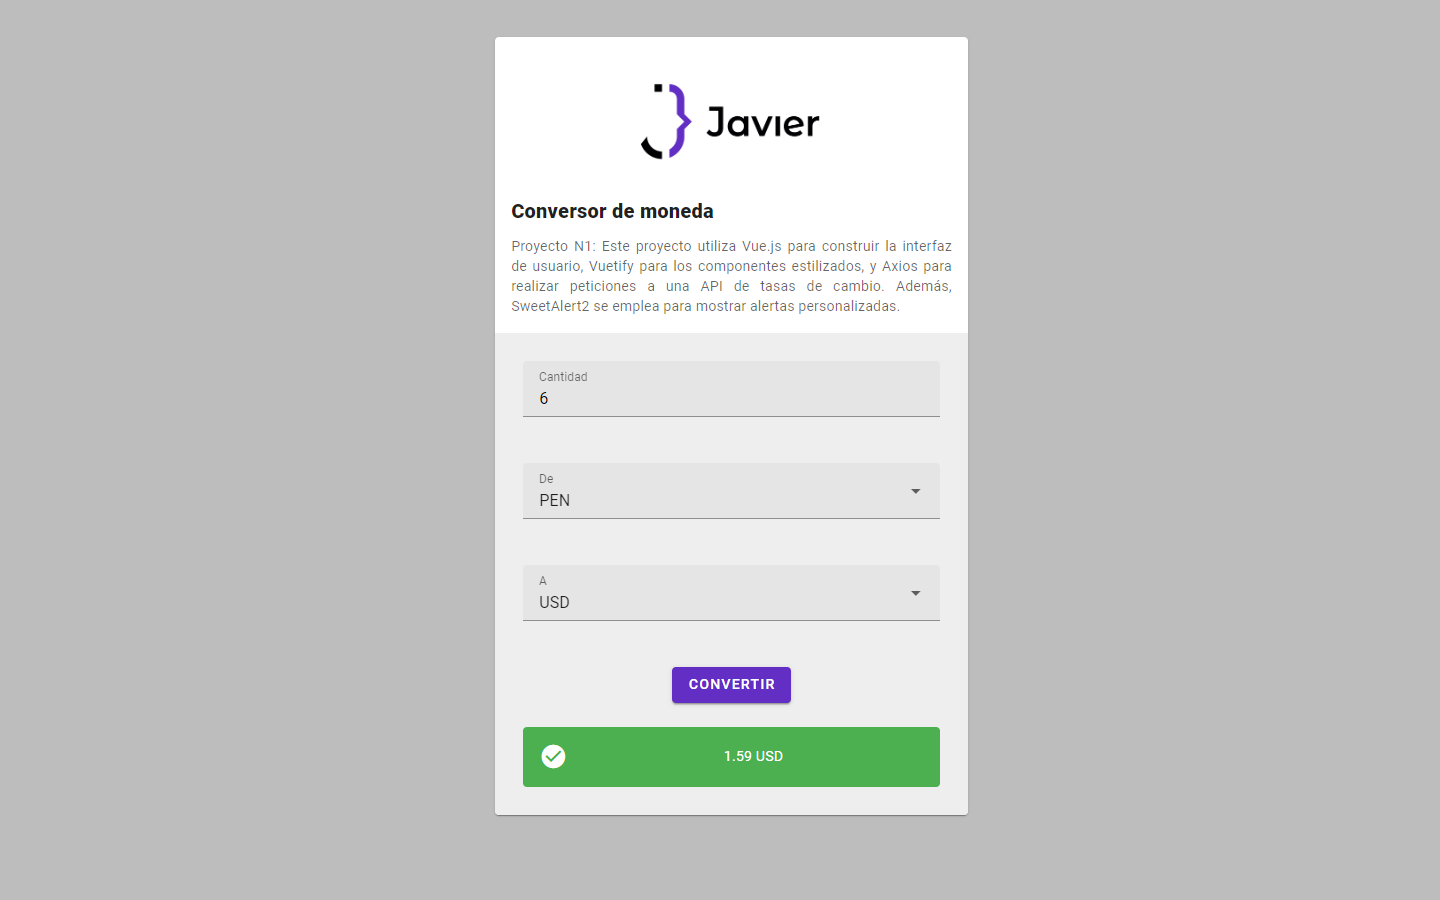 Javier
Conversor de moneda
Proyecto N1: Este proyecto utiliza Vue.js para construir la interfaz
de usuario, Vuetify para los componentes estilizados, y Axios para
realizar peticiones a una API de tasas de cambio. Además,
SweetAlert2 se emplea para mostrar alertas personalizadas.
Cantidad
6
De
PEN
A
USD
CONVERTIR
1.59 USD